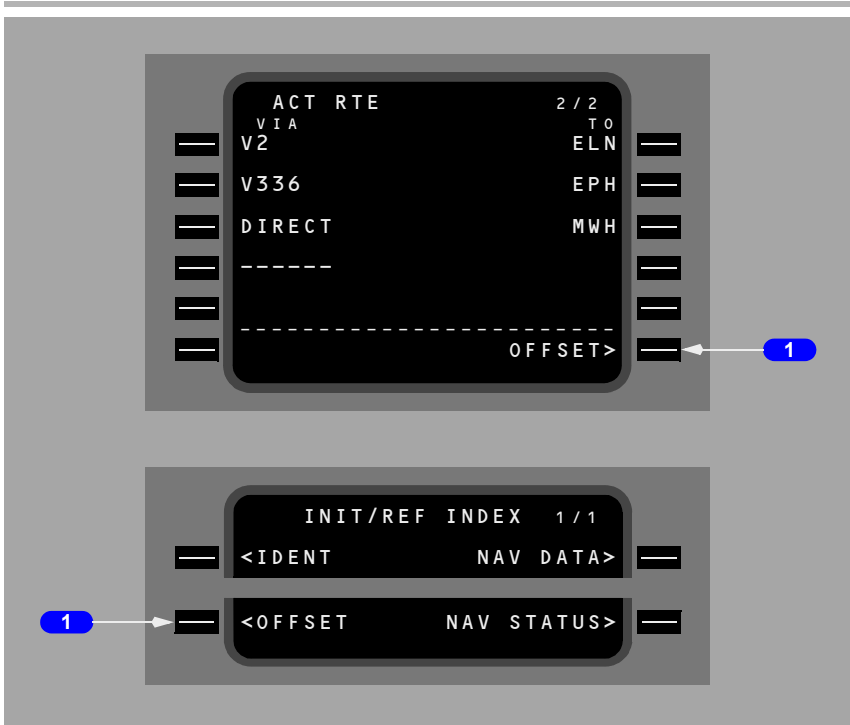 ACT RTE 2/2
VIA TO
V2 ELN
V336 EPH
DIRECT MWH
------
------------------------
OFFSET> 1
INIT/REF INDEX 1/1
<IDENT NAV DATA>
1 <OFFSET NAV STATUS>